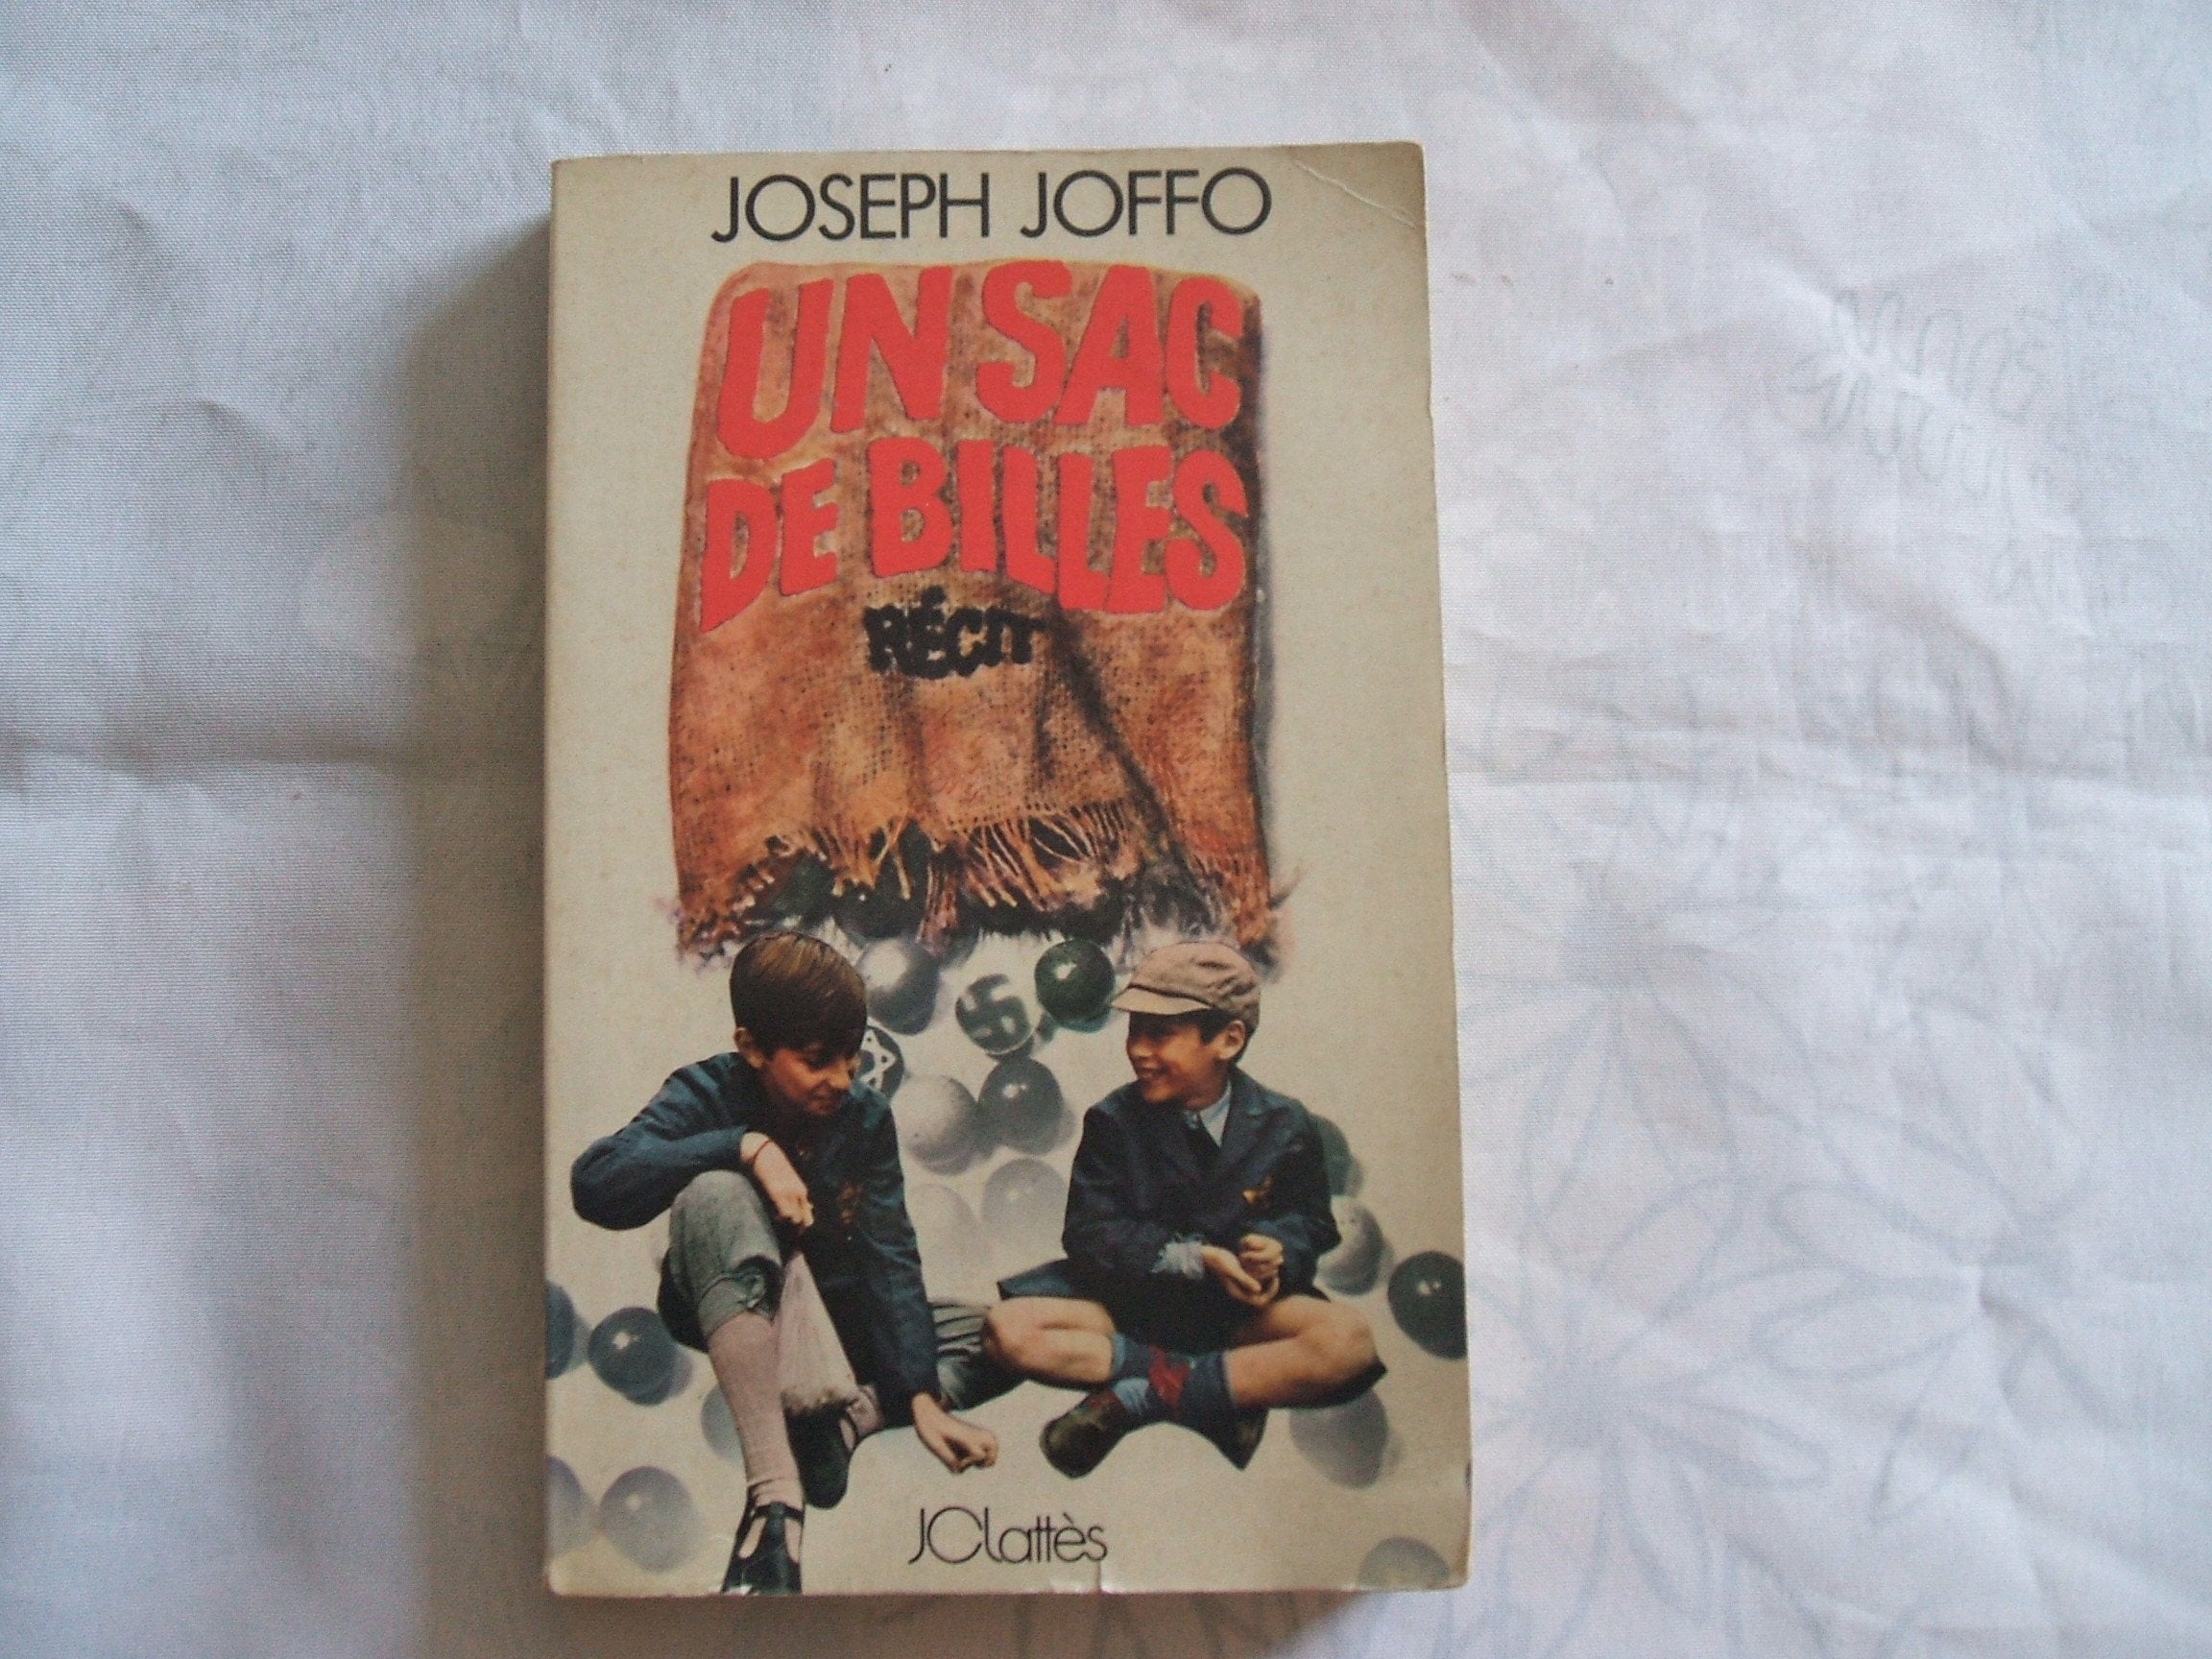 JOSEPH JOFFO
UN SAC
DE BILLES
RÉCIT
JCLattès